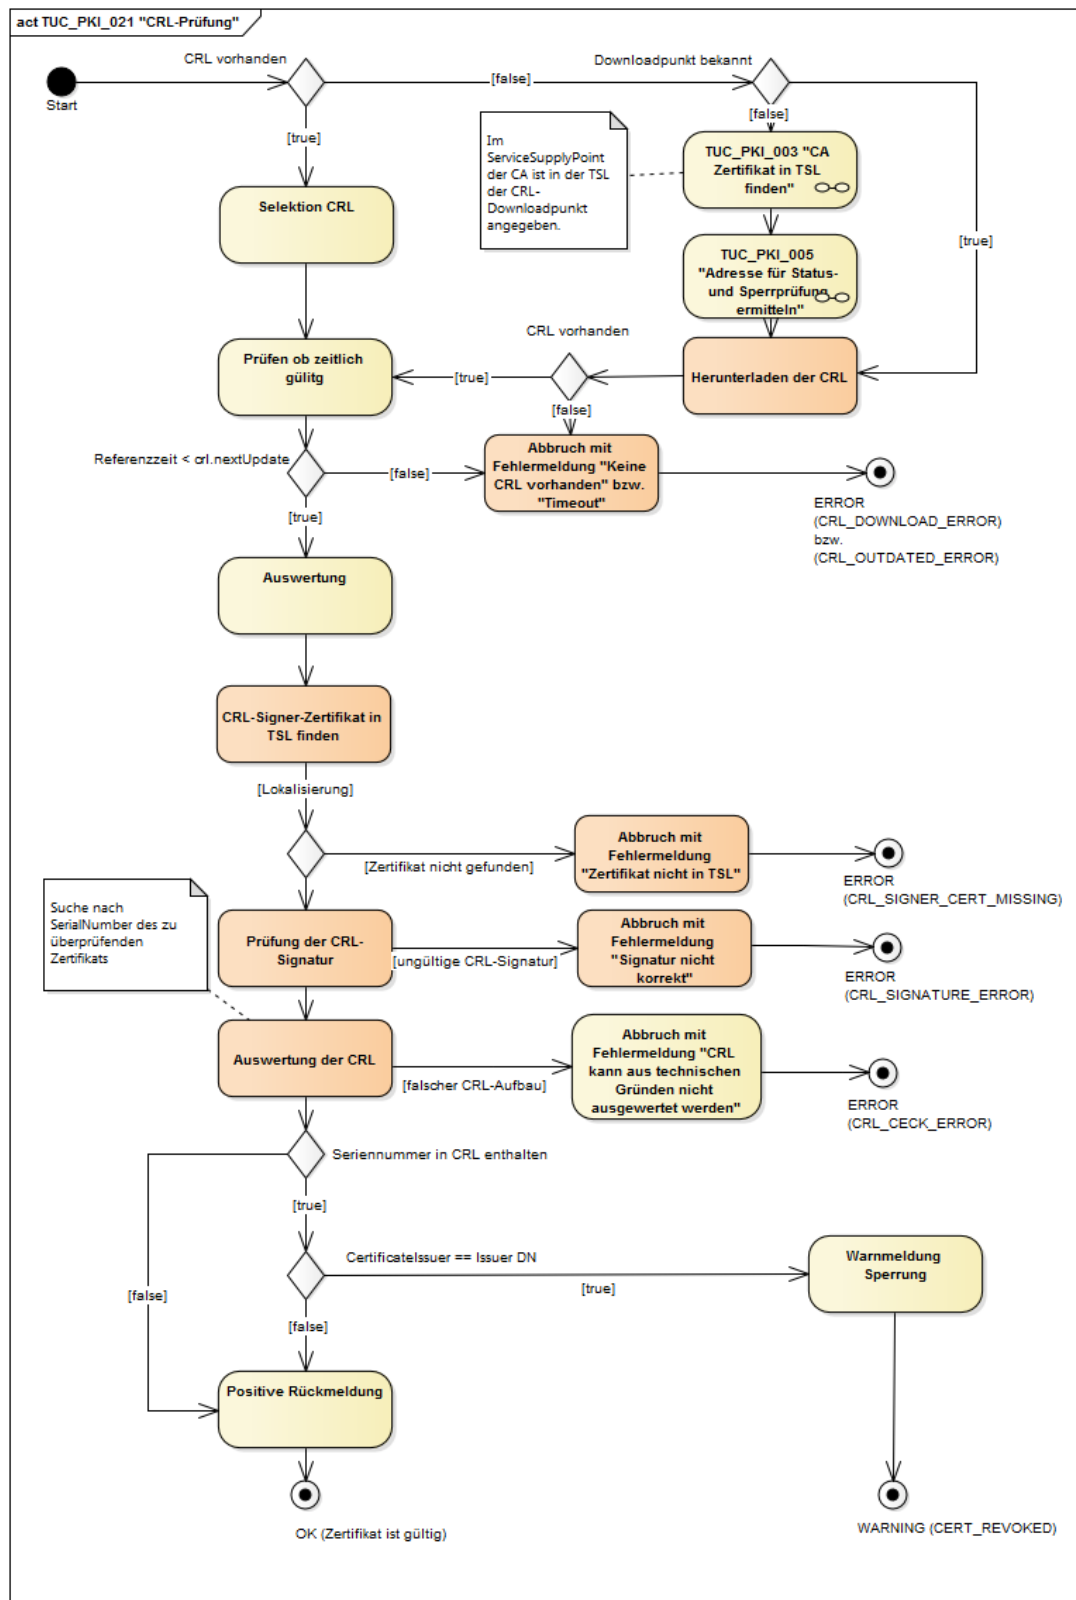 act TUC_PKI_021 "CRL-Prüfung"
CRL vorhanden
Downloadpunkt bekannt
Start
[false]
[false]
[true]
Im
ServiceSupplyPoint
der CA ist in der TSL
der CRL-
Downloadpunkt
angegeben.
TUC_PKI_003 "CA
Zertifikat in TSL
finden"
Selektion CRL
[true]
TUC_PKI_005
"Adresse für Status-
und Sperrprüfung
ermitteln"
CRL vorhanden
Prüfen ob zeitlich
gülitg
[true]
Herunterladen der CRL
[false]
Referenzzeit < crl.nextUpdate
[false]
Abbruch mit
Fehlermeldung "Keine
CRL vorhanden" bzw.
"Timeout"
[true]
ERROR
(CRL_DOWNLOAD_ERROR)
bzw.
(CRL_OUTDATED_ERROR)
Auswertung
CRL-Signer-Zertifikat in
TSL finden
[Lokalisierung]
[Zertifikat nicht gefunden]
Abbruch mit
Fehlermeldung
"Zertifikat nicht in TSL"
ERROR
(CRL_SIGNER_CERT_MISSING)
Suche nach
SerialNumber des zu
überprüfenden
Zertifikats
Prüfung der CRL-
Signatur
[ungültige CRL-Signatur]
Abbruch mit
Fehlermeldung
"Signatur nicht
korrekt"
ERROR
(CRL_SIGNATURE_ERROR)
Auswertung der CRL
[falscher CRL-Aufbau]
Abbruch mit
Fehlermeldung "CRL
kann aus technischen
Gründen nicht
ausgewertet werden"
ERROR
(CRL_CECK_ERROR)
Seriennummer in CRL enthalten
[true]
CertificateIssuer == Issuer DN
[true]
Warnmeldung
Sperrung
[false]
[false]
Positive Rückmeldung
OK (Zertifikat ist gültig)
WARNING (CERT_REVOKED)